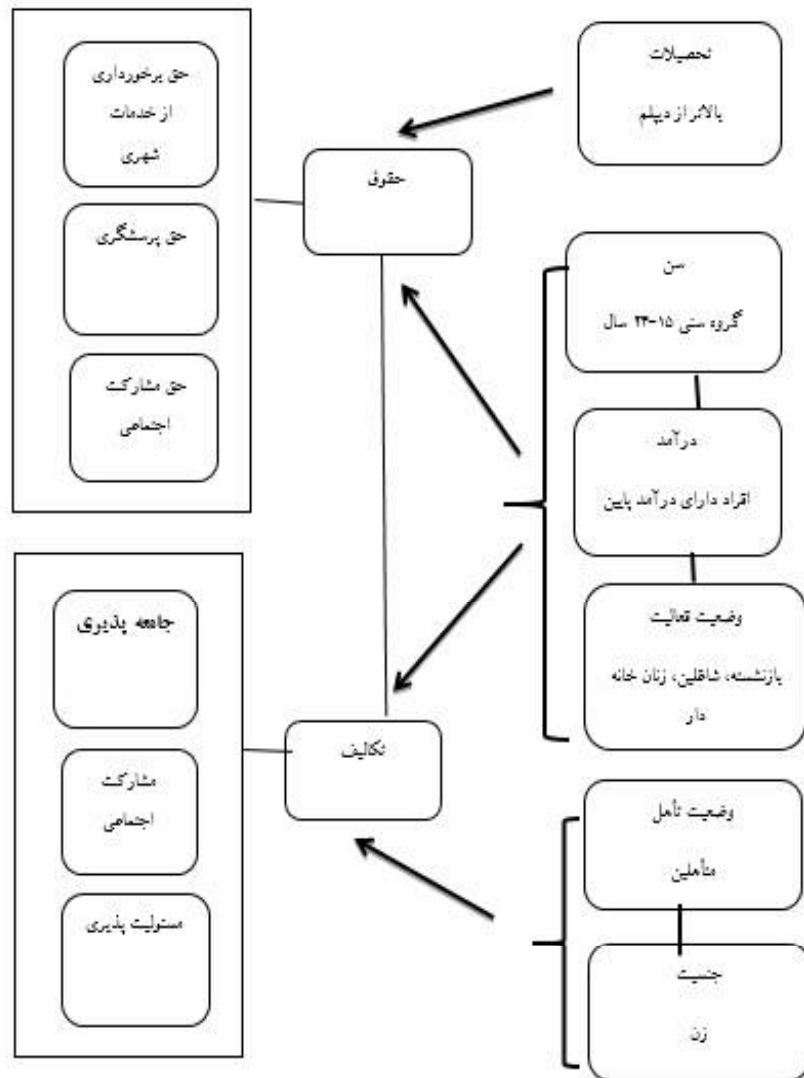 تحصیلات
بالاتر از دیپلم
حقوق
حق برخورداری
از خدمات
شهری
حق پرسشگری
حق مشارکت
اجتماعی
سن
گروه سنی ۱۵-۲۴ سال
درآمد
افراد دارای درآمد پایین
وضعیت فعالیت
بازنشسته، شاغلین، زنان خانه
دار
تکالیف
جامعه پذیری
مشارکت
اجتماعی
مسئولیت پذیری
وضعیت تأهل
متأهلین
جنسیت
زن